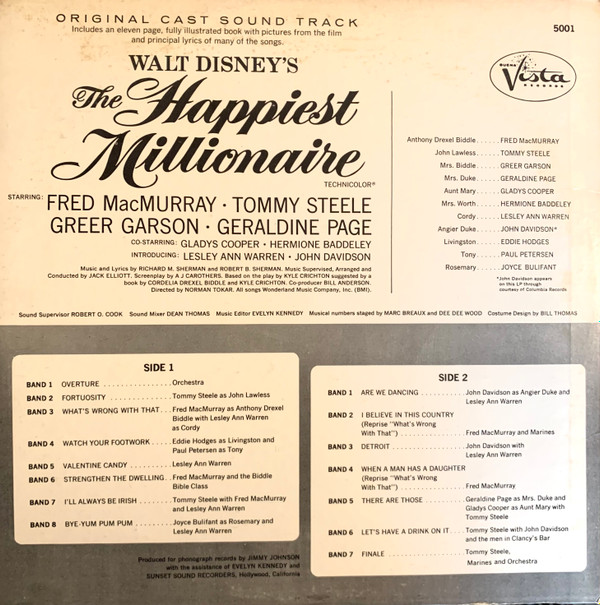 ORIGINAL CAST SOUND TRACK
Includes an eleven page, fully illustrated book with pictures from the film
and principal lyrics of many of the songs.
5001
WALT DISNEY'S
The Happiest
Millionaire
TECHNICOLOR®
BUENA
Vista
RECORDS
STARRING: FRED MacMURRAY · TOMMY STEELE
GREER GARSON · GERALDINE PAGE
CO-STARRING: GLADYS COOPER · HERMIONE BADDELEY
INTRODUCING: LESLEY ANN WARREN · JOHN DAVIDSON
Music and Lyrics by RICHARD M. SHERMAN and ROBERT B. SHERMAN. Music Supervised, Arranged and
Conducted by JACK ELLIOTT. Screenplay by A J CAROTHERS. Based on the play by KYLE CRICHTON suggested by a
book by CORDELIA DREXEL BIDDLE and KYLE CRICHTON. Co-producer BILL ANDERSON.
Directed by NORMAN TOKAR. All songs Wonderland Music Company, Inc. (BMI).
Anthony Drexel Biddle......FRED MacMURRAY
John Lawless......TOMMY STEELE
Mrs. Biddle......GREER GARSON
Mrs. Duke......GERALDINE PAGE
Aunt Mary......GLADYS COOPER
Mrs. Worth......HERMIONE BADDELEY
Cordy......LESLEY ANN WARREN
Angier Duke......JOHN DAVIDSON*
Livingston......EDDIE HODGES
Tony......PAUL PETERSEN
Rosemary......JOYCE BULIFANT
*John Davidson appears
on this LP through
courtesy of Columbia Records
Sound Supervisor ROBERT O. COOK Sound Mixer DEAN THOMAS Music Editor EVELYN KENNEDY Musical numbers staged by MARC BREAUX and DEE DEE WOOD Costume Design by BILL THOMAS
SIDE 1
BAND 1 OVERTURE ............... Orchestra
BAND 2 FORTUOSITY ............ Tommy Steele as John Lawless
BAND 3 WHAT'S WRONG WITH THAT... Fred MacMurray as Anthony Drexel
Biddle with Lesley Ann Warren
as Cordy
BAND 4 WATCH YOUR FOOTWORK.... Eddie Hodges as Livingston and
Paul Petersen as Tony
BAND 5 VALENTINE CANDY ........ Lesley Ann Warren
BAND 6 STRENGTHEN THE DWELLING.. Fred MacMurray and the Biddle
Bible Class
BAND 7 I'LL ALWAYS BE IRISH ...... Tommy Steele with Fred MacMurray
and Lesley Ann Warren
BAND 8 BYE-YUM PUM PUM ....... Joyce Bulifant as Rosemary and
Lesley Ann Warren
SIDE 2
BAND 1 ARE WE DANCING ........... John Davidson as Angier Duke and
Lesley Ann Warren
BAND 2 I BELIEVE IN THIS COUNTRY
(Reprise "What's Wrong
With That") ................ Fred MacMurray and Marines
BAND 3 DETROIT ................ John Davidson with
Lesley Ann Warren
BAND 4 WHEN A MAN HAS A DAUGHTER
(Reprise "What's Wrong
With That") ................ Fred MacMurray
BAND 5 THERE ARE THOSE ........ Geraldine Page as Mrs. Duke and
Gladys Cooper as Aunt Mary with
Tommy Steele
BAND 6 LET'S HAVE A DRINK ON IT.... Tommy Steele with John Davidson
and the men in Clancy's Bar
BAND 7 FINALE ................. Tommy Steele,
Marines and Orchestra
Produced for phonograph records by JIMMY JOHNSON
with the assistance of EVELYN KENNEDY and
SUNSET SOUND RECORDERS, Hollywood, California